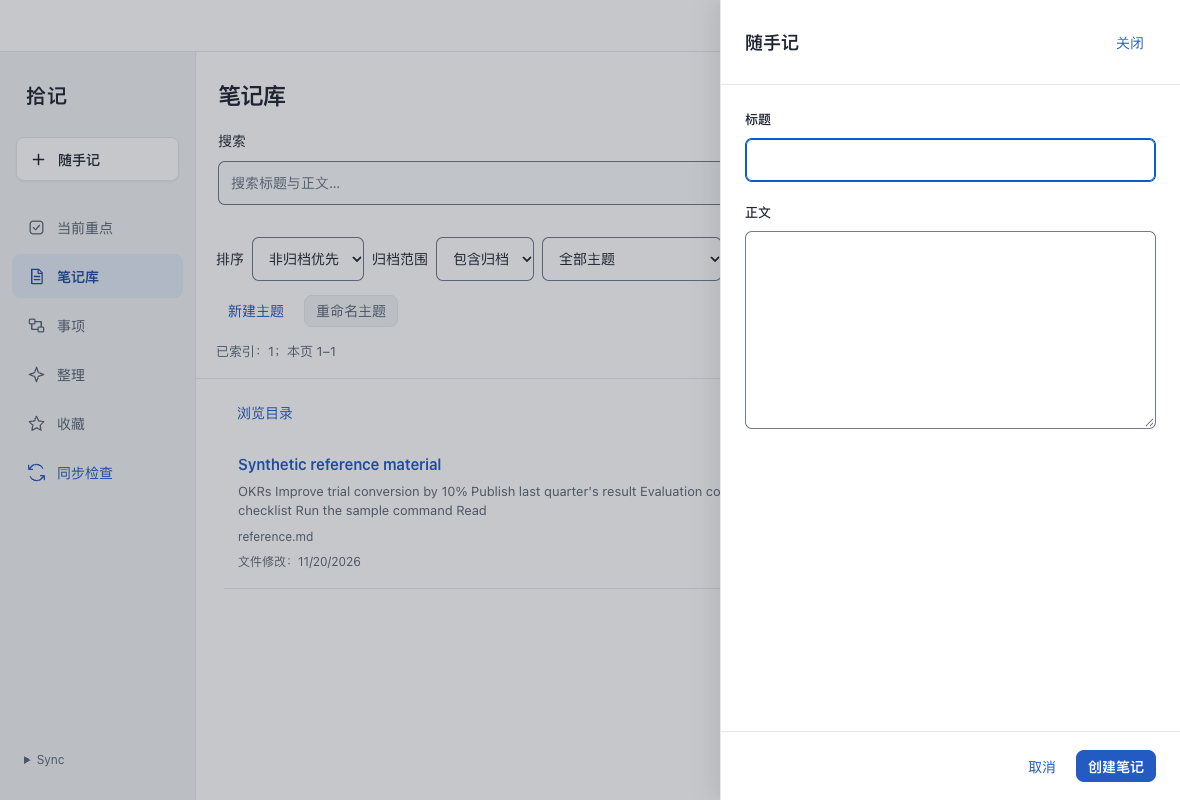 拾记
随手记
当前重点
笔记库
事项
整理
收藏
同步检查
Sync
笔记库
搜索
搜索标题与正文...
排序 非归档优先 归档范围 包含归档 全部主题
新建主题 重命名主题
已索引：1；本页 1–1
浏览目录
Synthetic reference material
OKRs Improve trial conversion by 10% Publish last quarter's result Evaluation co
checklist Run the sample command Read
reference.md
文件修改：11/20/2026
随手记 关闭
标题
正文
取消 创建笔记